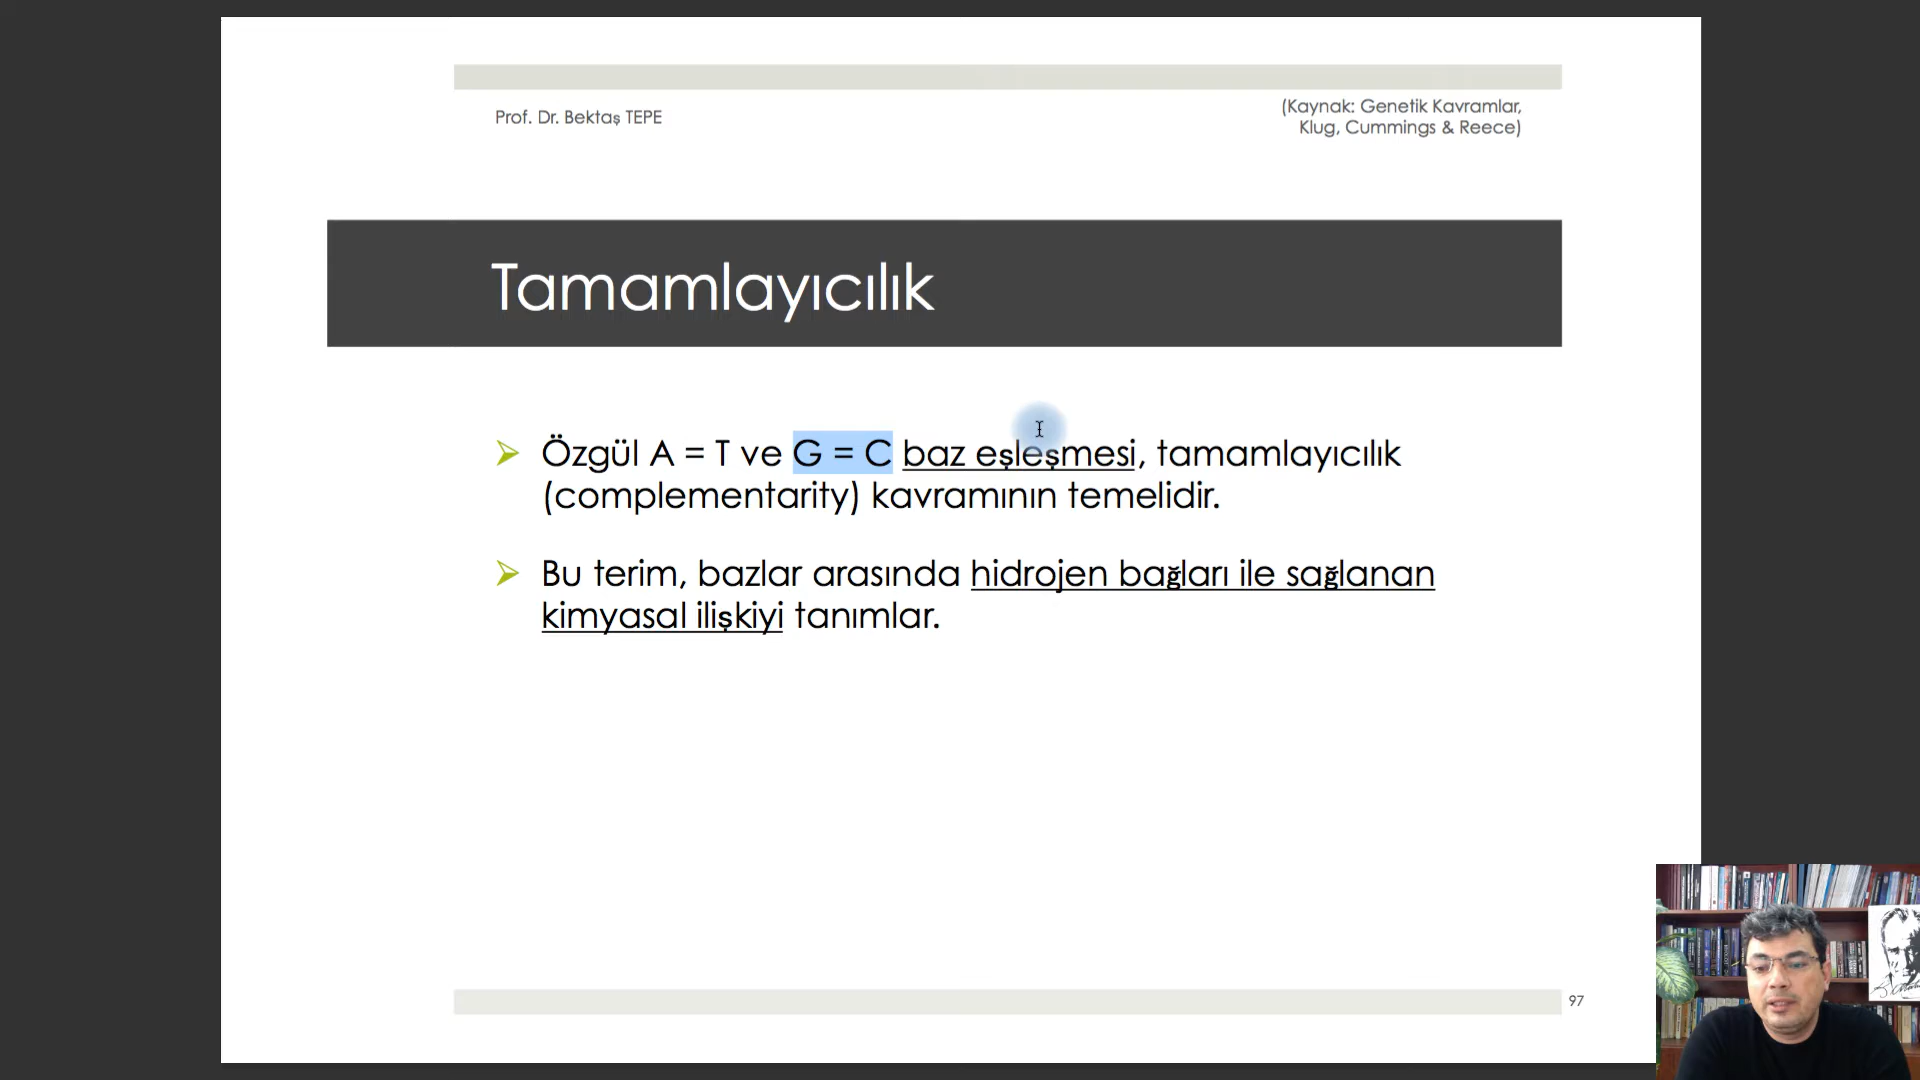 Prof. Dr. Bektaş TEPE
(Kaynak: Genetik Kavramlar,
Klug, Cummings & Reece)
Tamamlayıcılık
Özgül A = T ve G = C baz eşleşmesi, tamamlayıcılık
(complementarity) kavramının temelidir.
Bu terim, bazlar arasında hidrojen bağları ile sağlanan
kimyasal ilişkiyi tanımlar.
97